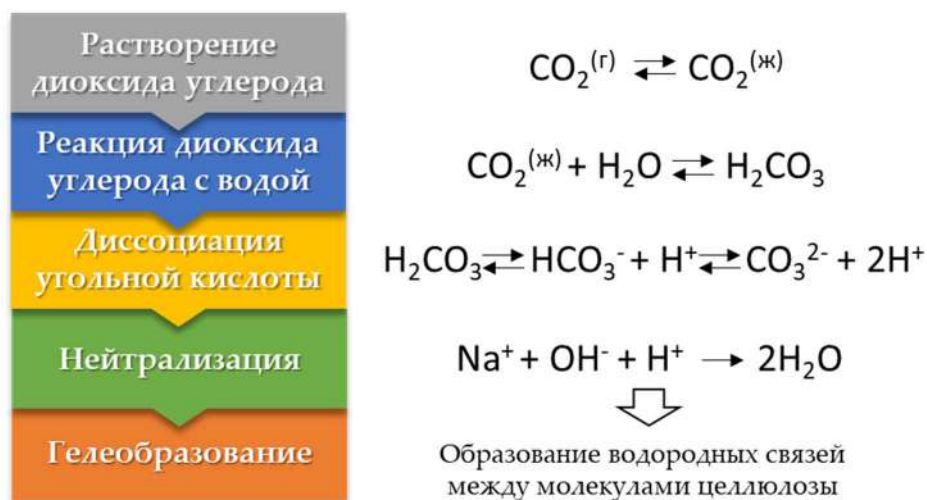 Растворение
диоксида углерода
CO₂⁽ᵍ⁾ ⇄ CO₂⁽ж⁾
Реакция диоксида
углерода с водой
CO₂⁽ж⁾ + H₂O ⇄ H₂CO₃
Диссоциация
угольной кислоты
H₂CO₃ ⇄ HCO₃⁻ + H⁺ ⇄ CO₃²⁻ + 2H⁺
Нейтрализация
Na⁺ + OH⁻ + H⁺ → 2H₂O
Гелеобразование
Образование водородных связей
между молекулами целлюлозы